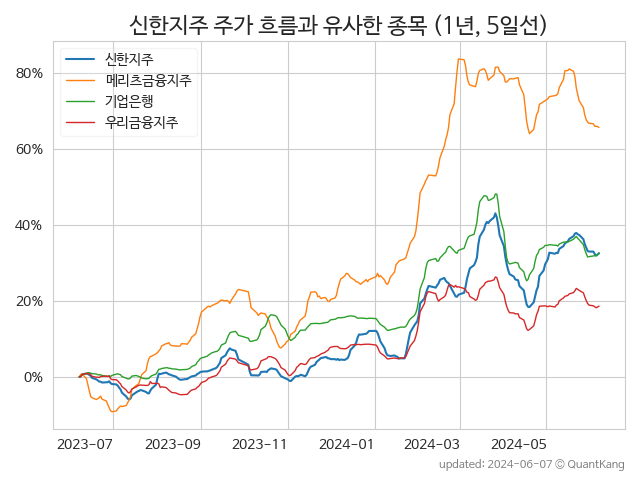 신한지주 주가 흐름과 유사한 종목 (1년, 5일선)
신한지주
메리츠금융지주
기업은행
우리금융지주
80%
60%
40%
20%
0%
2023-07 2023-09 2023-11 2024-01 2024-03 2024-05
updated: 2024-06-07 © QuantKang